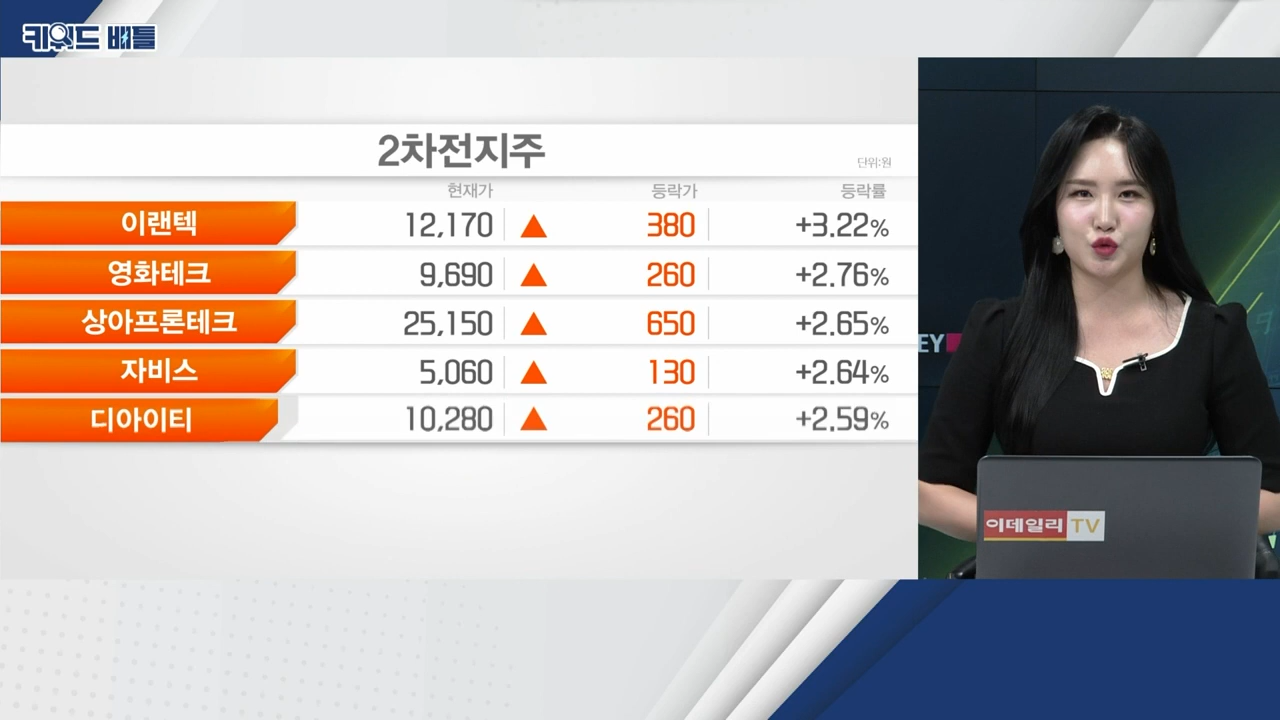 키워드 배틀
2차전지주
단위:원
현재가 등락가 등락률
이랜텍 12,170 ▲ 380 +3.22%
영화테크 9,690 ▲ 260 +2.76%
상아프론테크 25,150 ▲ 650 +2.65%
자비스 5,060 ▲ 130 +2.64%
디아이티 10,280 ▲ 260 +2.59%
EY
이데일리 TV